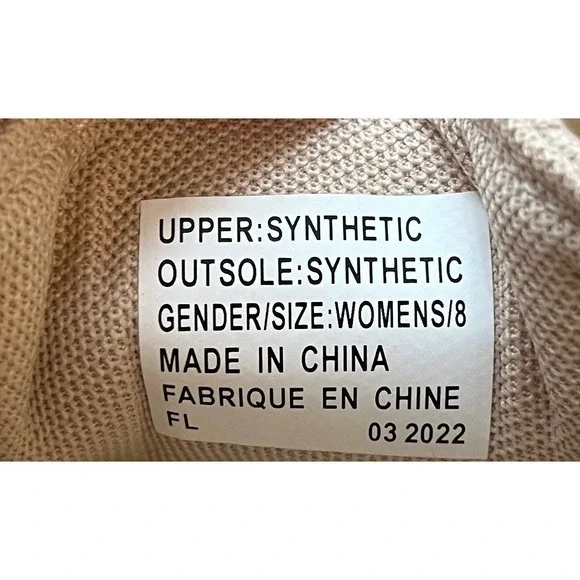 UPPER:SYNTHETIC
OUTSOLE:SYNTHETIC
GENDER/SIZE:WOMENS/8
MADE IN CHINA
FABRIQUE EN CHINE
FL 03 2022